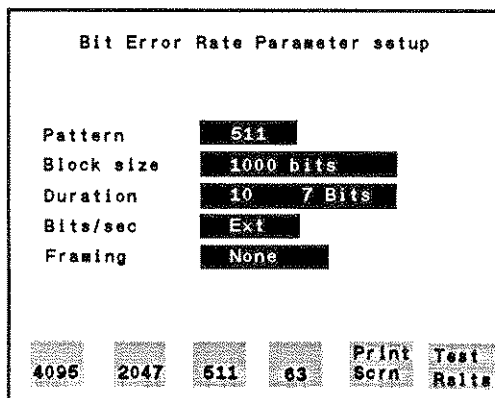 Bit Error Rate Parameter setup
Pattern 511
Block size 1000 bits
Duration 10 7 Bits
Bits/sec Ext
Framing None
4095 2047 511 63 Print Scrn Test Rslts